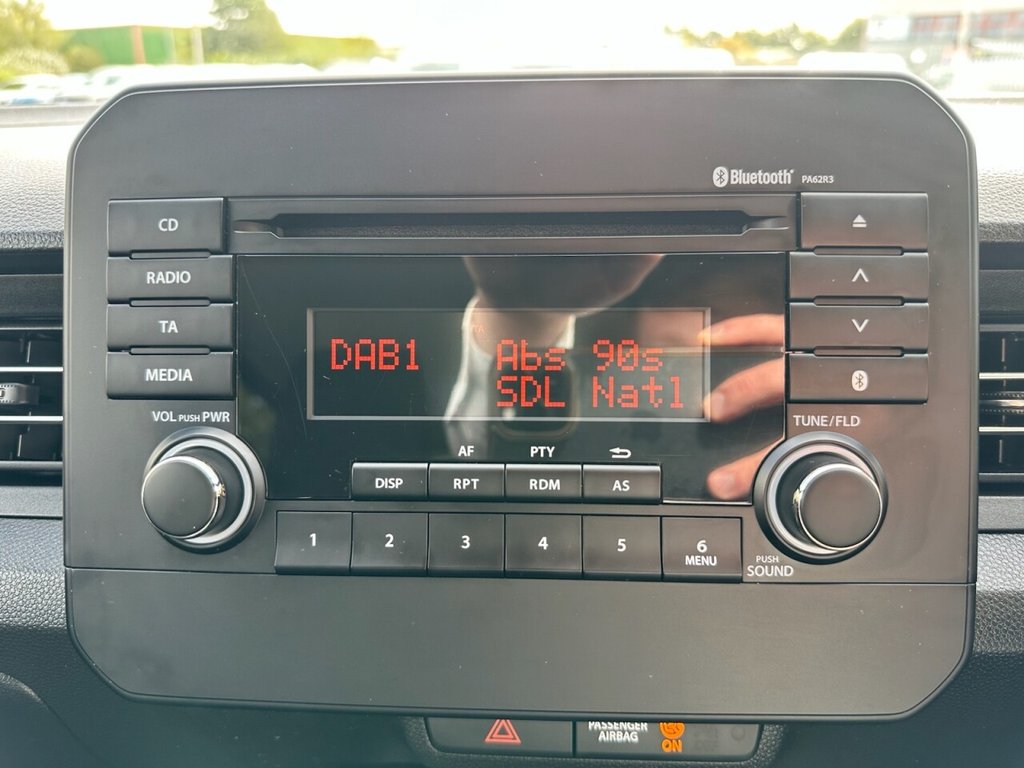 Bluetooth PA62R3
CD
RADIO
TA
MEDIA
DAB1 Abs 90s
SDL Natl
VOL PUSH PWR
TUNE/FLD
AF PTY
DISP RPT RDM AS
1 2 3 4 5 6
MENU
PUSH
SOUND
PASSENGER
AIRBAG ON